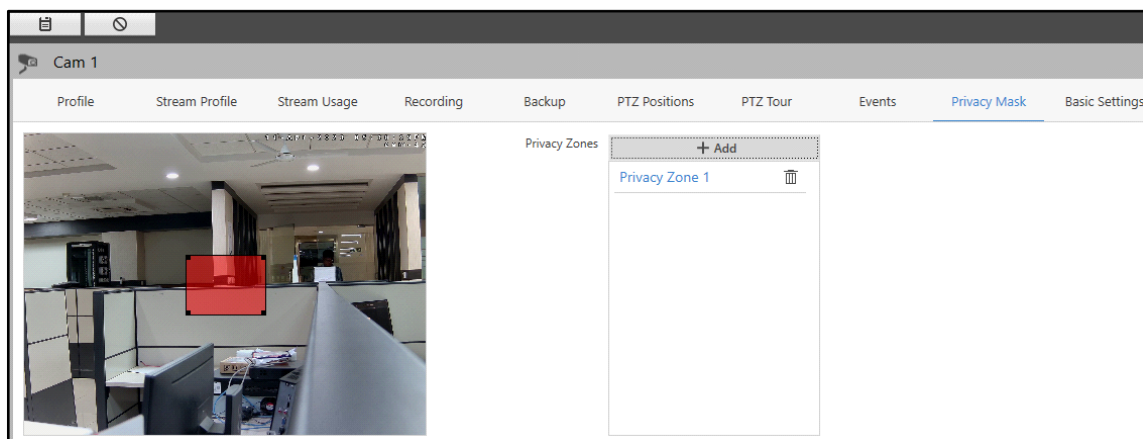 Cam 1
Profile Stream Profile Stream Usage Recording Backup PTZ Positions PTZ Tour Events Privacy Mask Basic Settings
Privacy Zones
+ Add
Privacy Zone 1